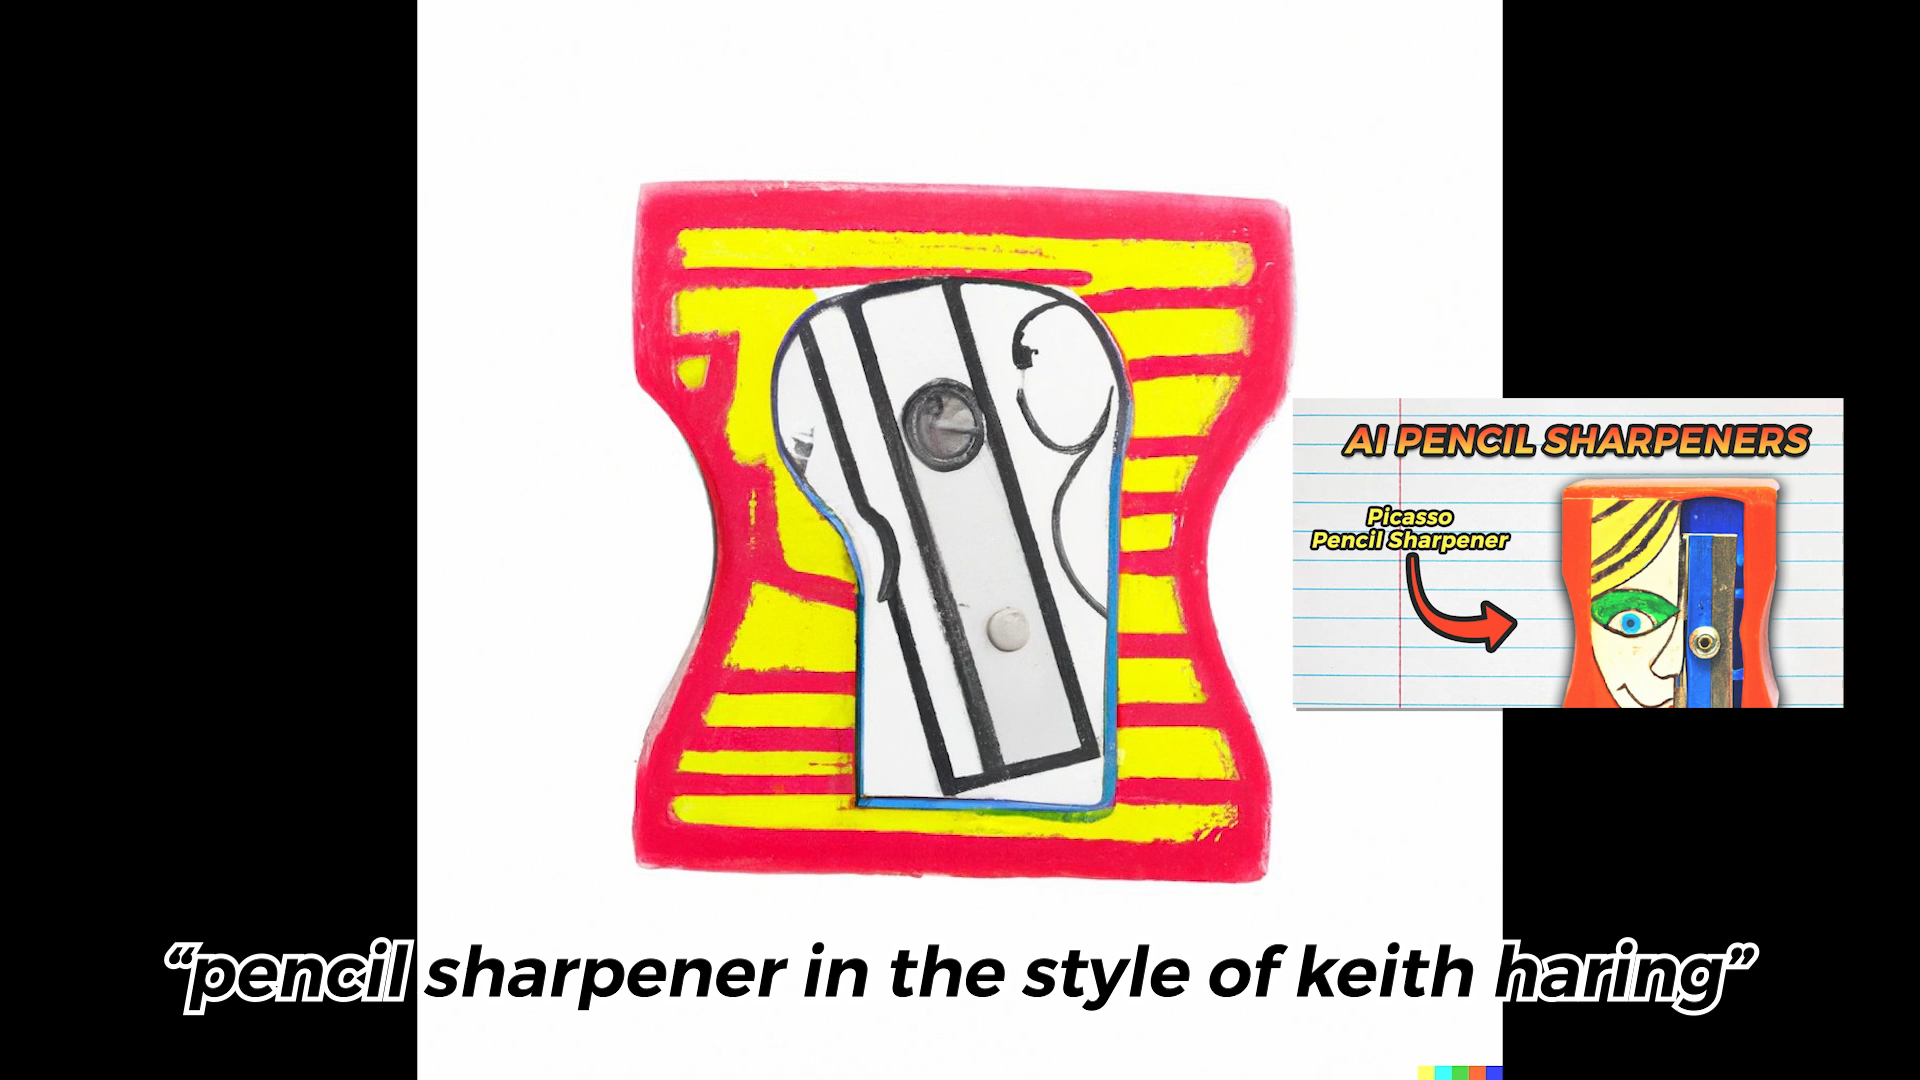 AI PENCIL SHARPENERS
Picasso
Pencil Sharpener
“pencil sharpener in the style of keith haring”